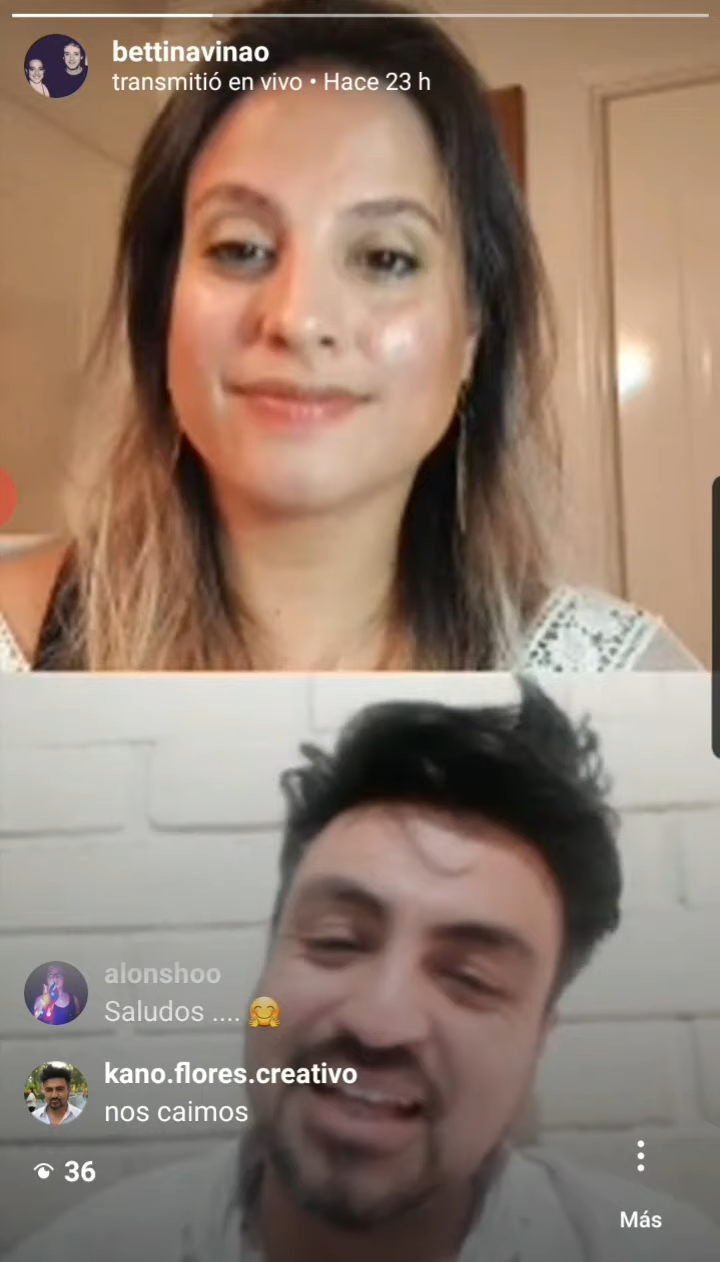 bettinavinao
transmitió en vivo • Hace 23 h
alonshoo
Saludos .... 🤗
kano.flores.creativo
nos caimos
36
Más